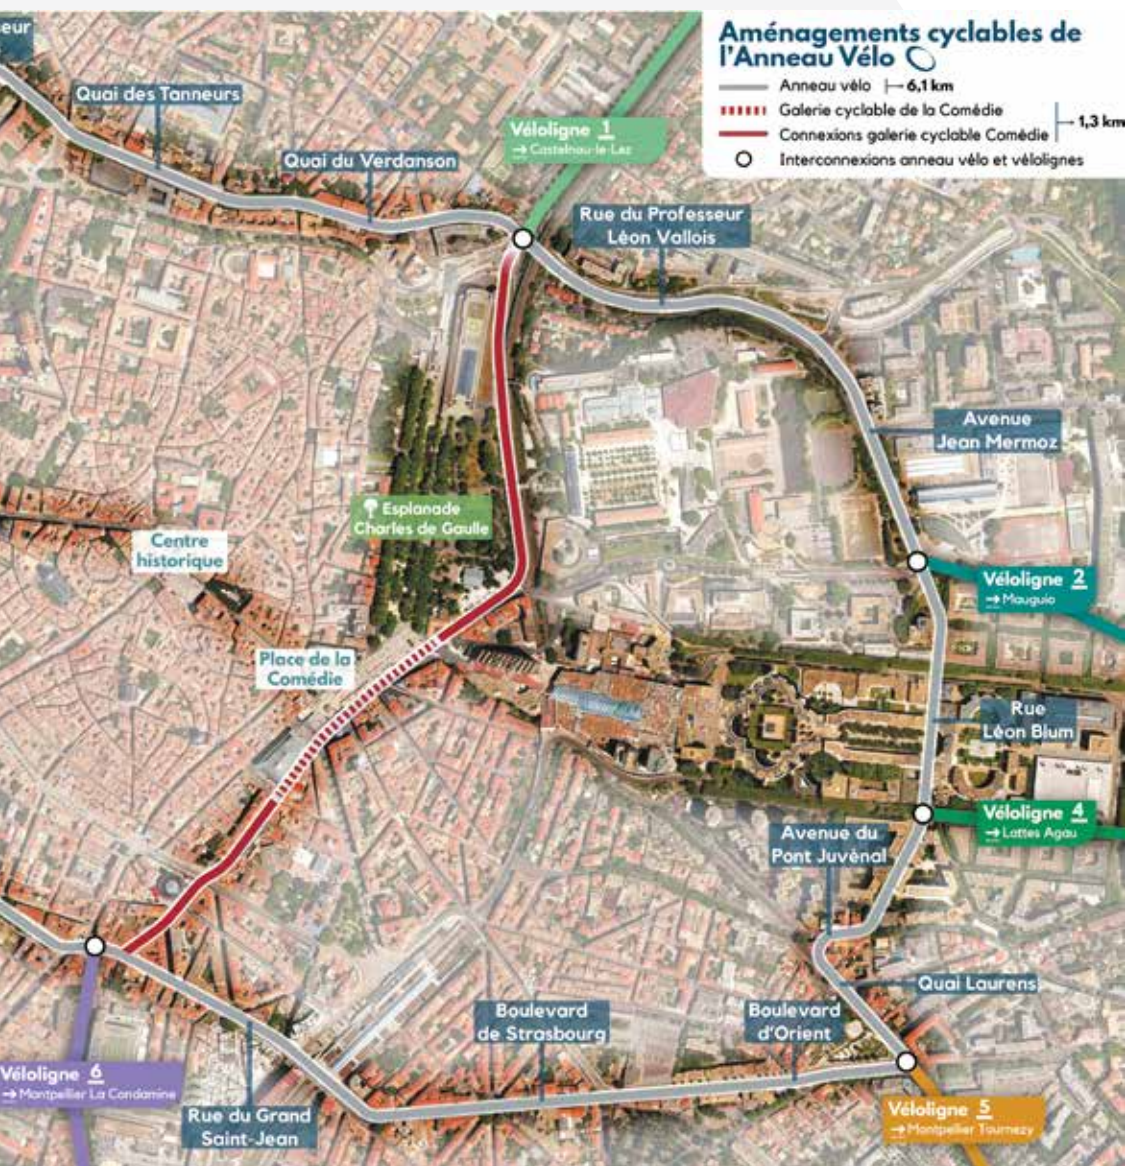 Aménagements cyclables de
l'Anneau Vélo
Anneau vélo 6,1 km
Galerie cyclable de la Comédie
Connexions galerie cyclable Comédie
1,3 km
Interconnexions anneau vélo et vélolignes
eur
Quai des Tanneurs
Quai du Verdanson
Véloligne 1
→ Castelnau-le-Lez
Rue du Professeur
Léon Vallois
Avenue
Jean Mermoz
Esplanade
Charles de Gaulle
Centre
historique
Véloligne 2
→ Mauguio
Place de la
Comédie
Rue
Léon Blum
Véloligne 4
→ Lattes Agau
Avenue du
Pont Juvénal
Quai Laurens
Boulevard
de Strasbourg
Boulevard
d'Orient
Véloligne 6
→ Montpellier La Condamine
Rue du Grand
Saint-Jean
Véloligne 5
→ Montpellier Tournezy